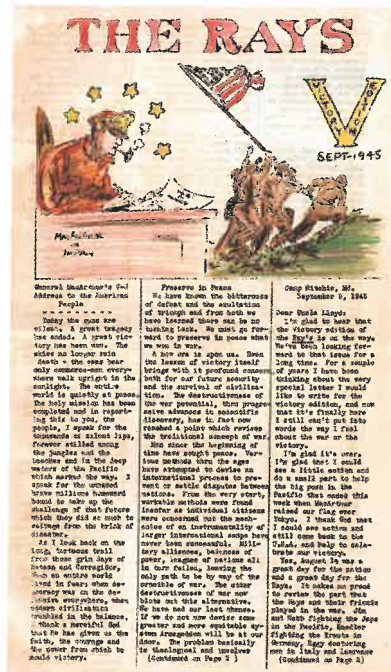 THE RAYS
VICTORY
EDITION
V
SEPT-1945
General MacArthur's
Address to the American
People
Today the guns are
silent. A great tragedy
has ended. A great vic-
tory has been won. The
skies no longer rain
death - the seas bear
only commerce-men every-
where walk upright in the
sunlight. The entire
world is quietly at peace.
The holy mission has been
completed and in report-
ing this to you, the
people, I speak for the
thousands of silent lips,
forever stilled among
the jungles and the
beaches and in the deep
waters of the Pacific
which marked the way. I
speak for the unnamed
brave millions homeward
bound to take up the
challenge of that future
which they did so much to
salvage from the brink of
disaster.
As I look back on the
long, tortuous trail
from those grim days of
Bataan and Corregidor,
when an entire world
lived in fear, when dem-
ocracy was on the de-
fensive everywhere, when
modern civilization
trembled in the balance,
I thank a merciful God
that he has given us the
faith, the courage and
the power from which to
mould victory.
Preserve in Peace
We have known the bitterness
of defeat and the exultation
of triumph and from both we
have learned there can be no
turning back. We must go for-
ward to preserve in peace what
we won in war.
A new era is upon us. Even
the lesson of victory itself
brings with it profound concern
both for our future security
and the survival of civiliza-
tion. The destructiveness of
the war potential, thru progres-
sive advances in scientific
discovery, has in fact now
reached a point which revises
the traditional concept of war.
Men since the beginning of
time have sought peace. Var-
ious methods thru the ages
have attempted to devise an
international process to prev-
ent or settle disputes between
nations. From the very start,
workable methods were found
insofar as individual citizens
were concerned but the mech-
anics of an instrumentality of
larger international scope have
never been successful. Mili-
tary alliances, balances of
power, league of nations all
in turn failed, leaving the
only path to be by way of the
crucible of war. The utter
destructiveness of war now
blots out this alternative.
We have had our last chance.
If we do not now devise some
greater and more equitable sy-
stem Armageddon will be at our
door. The problem basically
is theological and involves
(Continued on Page 2)
Camp Ritchie, Md.
September 5, 1945
Dear Uncle Lloyd:
I'm glad to hear that
the victory edition of
the Ray's is on the way.
We've been looking for-
ward to that issue for a
long time. For a couple
of years I have been
thinking about the very
special letter I would
like to write for the
victory edition, and now
that it's finally here
I still can't put into
words the way I feel
about the war or the
victory.
I'm glad it's over.
I'm glad that I could
see a little action and
do a small part to help
the big push in the
Pacific that ended this
week when MacArthur
raised our flag over
Tokyo. I thank God that
I could see action and
still come back to the
and help to cele-
brate our victory.
Yes, August 14 was a
great day for the nation
and a great day for the
Rays. It makes me proud
to review the part that
the Rays and their friends
played in the war. Jim
and Webb fighting the Japs
in the Pacific,
fighting the Krauts in
Germany, doctoring
men in Italy and Lawrence
(Continued on Page 2)